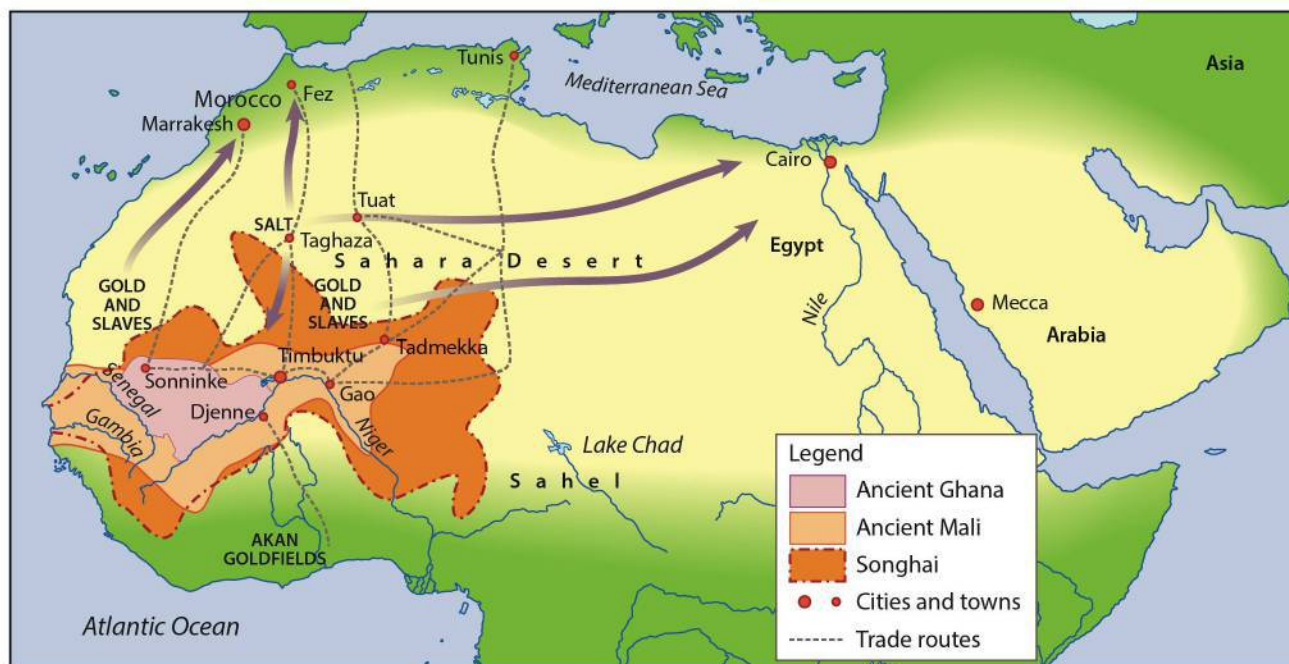 Tunis
Mediterranean Sea
Asia
Fez
Morocco
Marrakesh
Cairo
Tuat
SALT
Taghaza
Egypt
Sahara Desert
GOLD
AND
SLAVES
GOLD
AND
SLAVES
Nile
Mecca
Arabia
Timbuktu
Tadmekka
Sonninke
Senegal
Gao
Djenne
Gambia
Niger
Lake Chad
Sahel
AKAN
GOLDFIELDS
Atlantic Ocean
Legend
Ancient Ghana
Ancient Mali
Songhai
Cities and towns
Trade routes